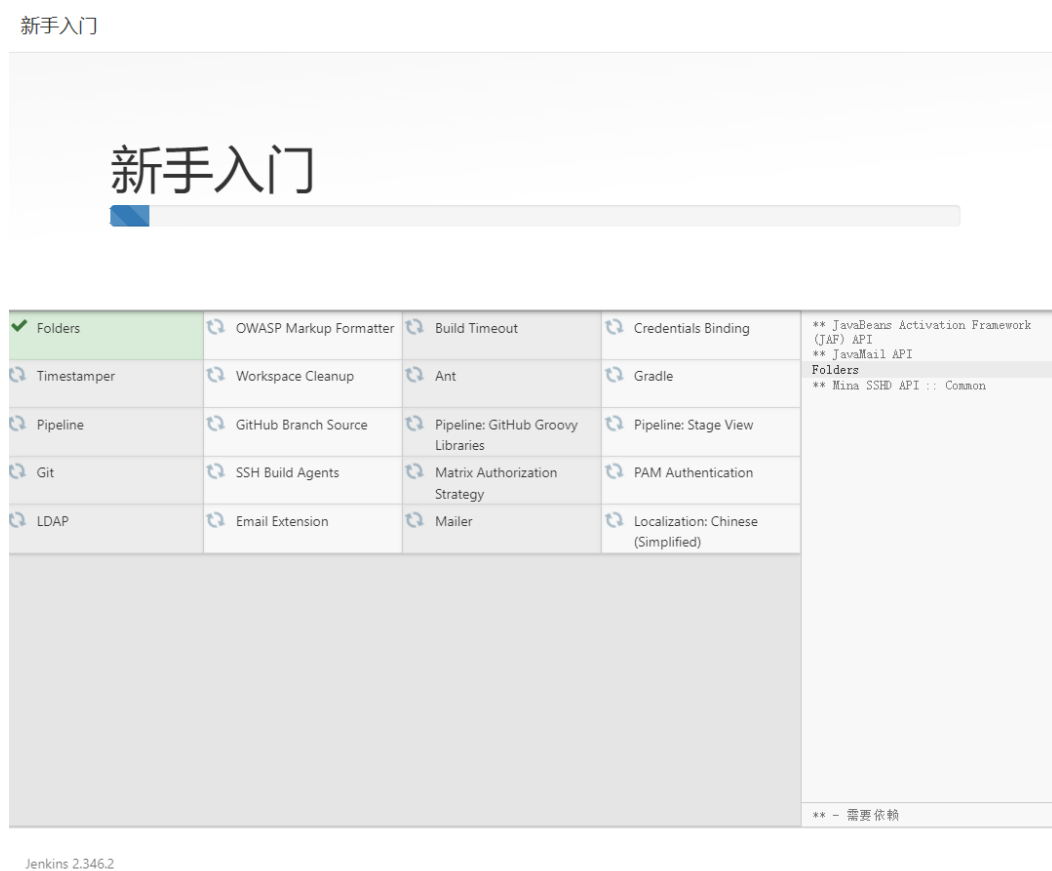 新手入门
新手入门
Folders
OWASP Markup Formatter
Build Timeout
Credentials Binding
Timestamper
Workspace Cleanup
Ant
Gradle
Pipeline
GitHub Branch Source
Pipeline: GitHub Groovy
Libraries
Pipeline: Stage View
Git
SSH Build Agents
Matrix Authorization
Strategy
PAM Authentication
LDAP
Email Extension
Mailer
Localization: Chinese
(Simplified)
** JavaBeans Activation Framework
(JAF) API
** JavaMail API
Folders
** Mina SSHD API :: Common
** - 需要依赖
Jenkins 2.346.2